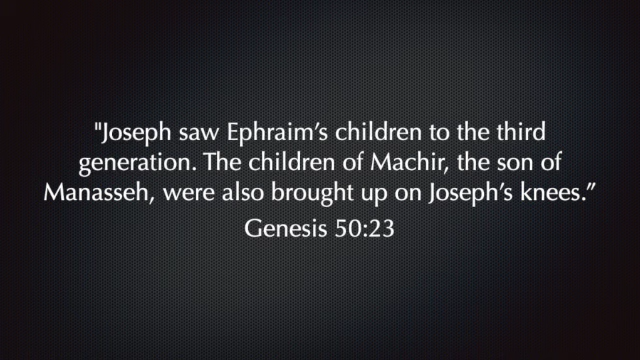 "Joseph saw Ephraim’s children to the third
generation. The children of Machir, the son of
Manasseh, were also brought up on Joseph’s knees.”
Genesis 50:23